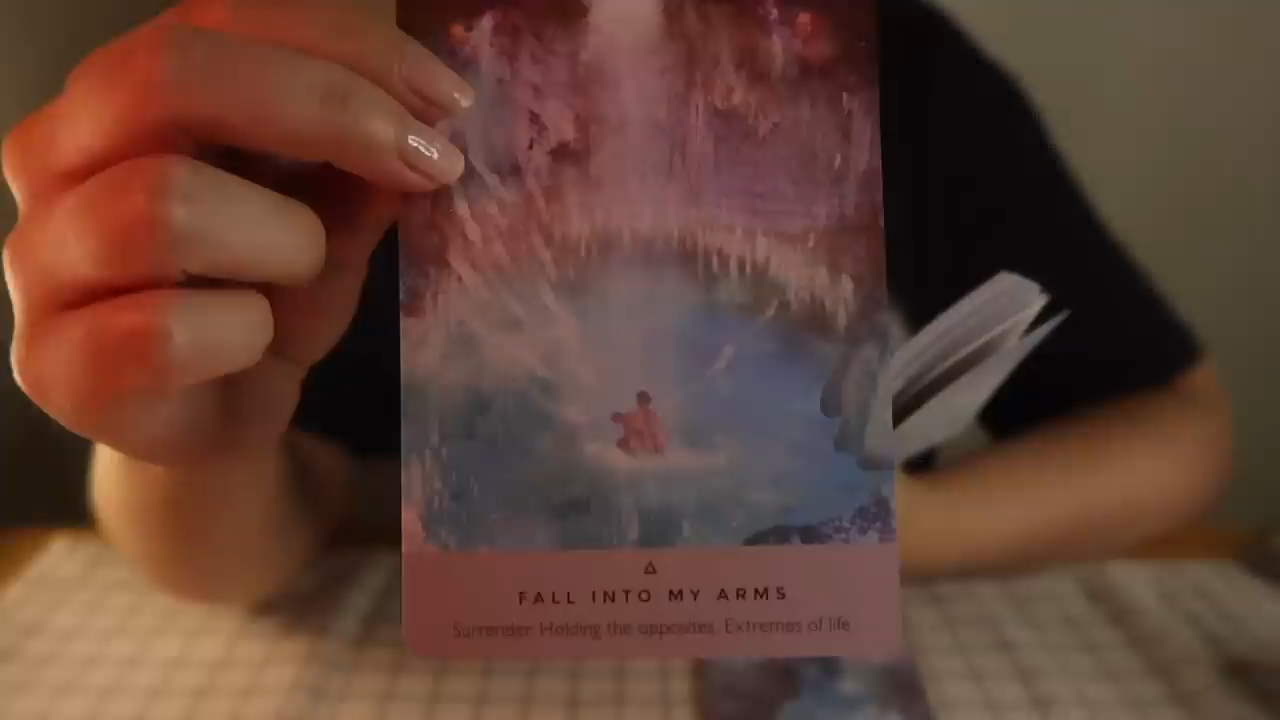 FALL INTO MY ARMS
Surrender. Holding the opposites. Extremes of life